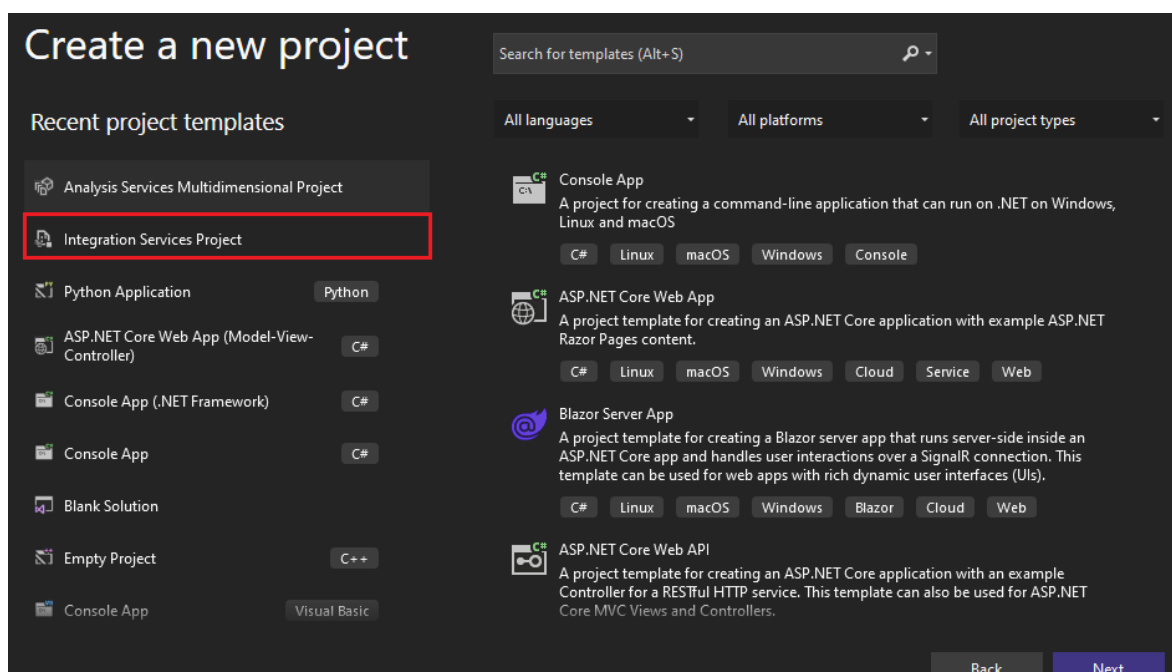 Create a new project
Search for templates (Alt+S)
Recent project templates
All languages
All platforms
All project types
Analysis Services Multidimensional Project
Integration Services Project
Python Application
Python
ASP.NET Core Web App (Model-View-
Controller)
C#
Console App (.NET Framework)
C#
Console App
C#
Blank Solution
Empty Project
C++
Console App
Visual Basic
Console App
A project for creating a command-line application that can run on .NET on Windows,
Linux and macOS
C# Linux macOS Windows Console
ASP.NET Core Web App
A project template for creating an ASP.NET Core application with example ASP.NET
Razor Pages content.
C# Linux macOS Windows Cloud Service Web
Blazor Server App
A project template for creating a Blazor server app that runs server-side inside an
ASP.NET Core app and handles user interactions over a SignalR connection. This
template can be used for web apps with rich dynamic user interfaces (UIs).
C# Linux macOS Windows Blazor Cloud Web
ASP.NET Core Web API
A project template for creating an ASP.NET Core application with an example
Controller for a RESTful HTTP service. This template can also be used for ASP.NET
Core MVC Views and Controllers.
Back
Next